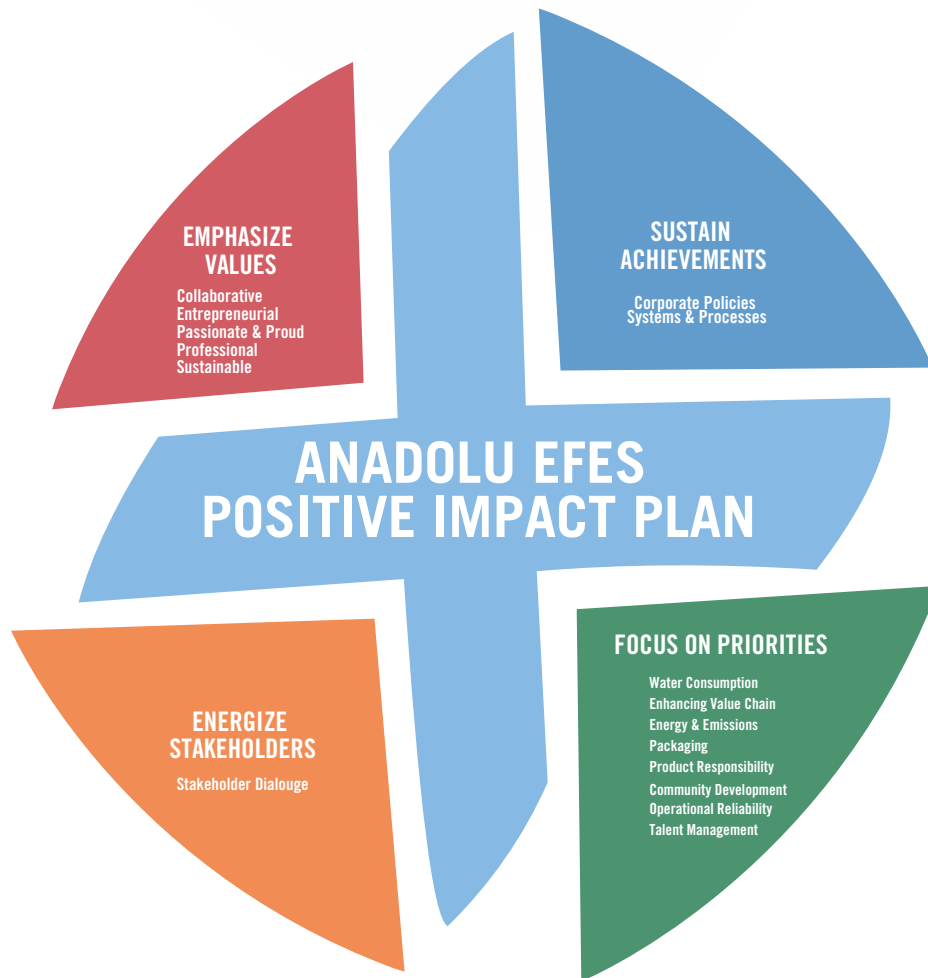 EMPHASIZE
VALUES
Collaborative
Entrepreneurial
Passionate & Proud
Professional
Sustainable
SUSTAIN
ACHIEVEMENTS
Corporate Policies
Systems & Processes
ANADOLU EFES
POSITIVE IMPACT PLAN
ENERGIZE
STAKEHOLDERS
Stakeholder Dialouge
FOCUS ON PRIORITIES
Water Consumption
Enhancing Value Chain
Energy & Emissions
Packaging
Product Responsibility
Community Development
Operational Reliability
Talent Management